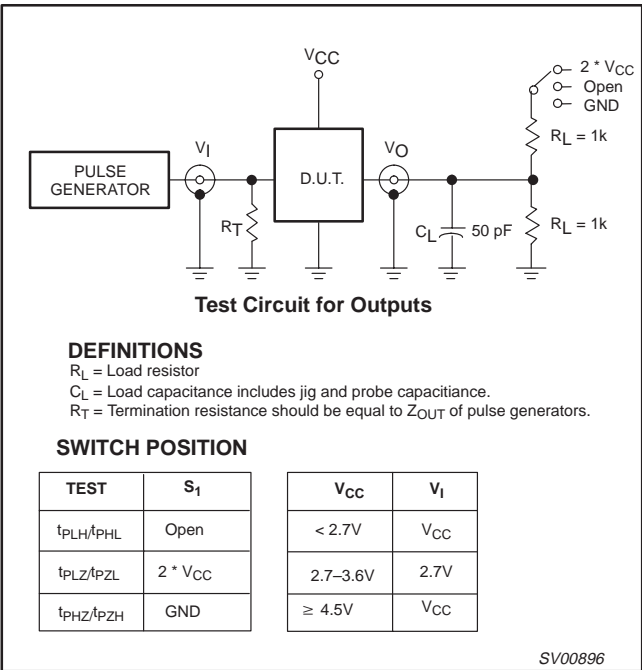 VCC
2 * VCC
Open
GND
RL = 1k
VI
VO
PULSE
GENERATOR
D.U.T.
RT
CL
50 pF
RL = 1k
Test Circuit for Outputs
DEFINITIONS
RL = Load resistor
CL = Load capacitance includes jig and probe capacitiance.
RT = Termination resistance should be equal to ZOUT of pulse generators.
SWITCH POSITION
TEST S1
tPLH/tPHL Open
tPLZ/tPZL 2 * VCC
tPHZ/tPZH GND
VCC VI
< 2.7V VCC
2.7–3.6V 2.7V
≥ 4.5V VCC
SV00896